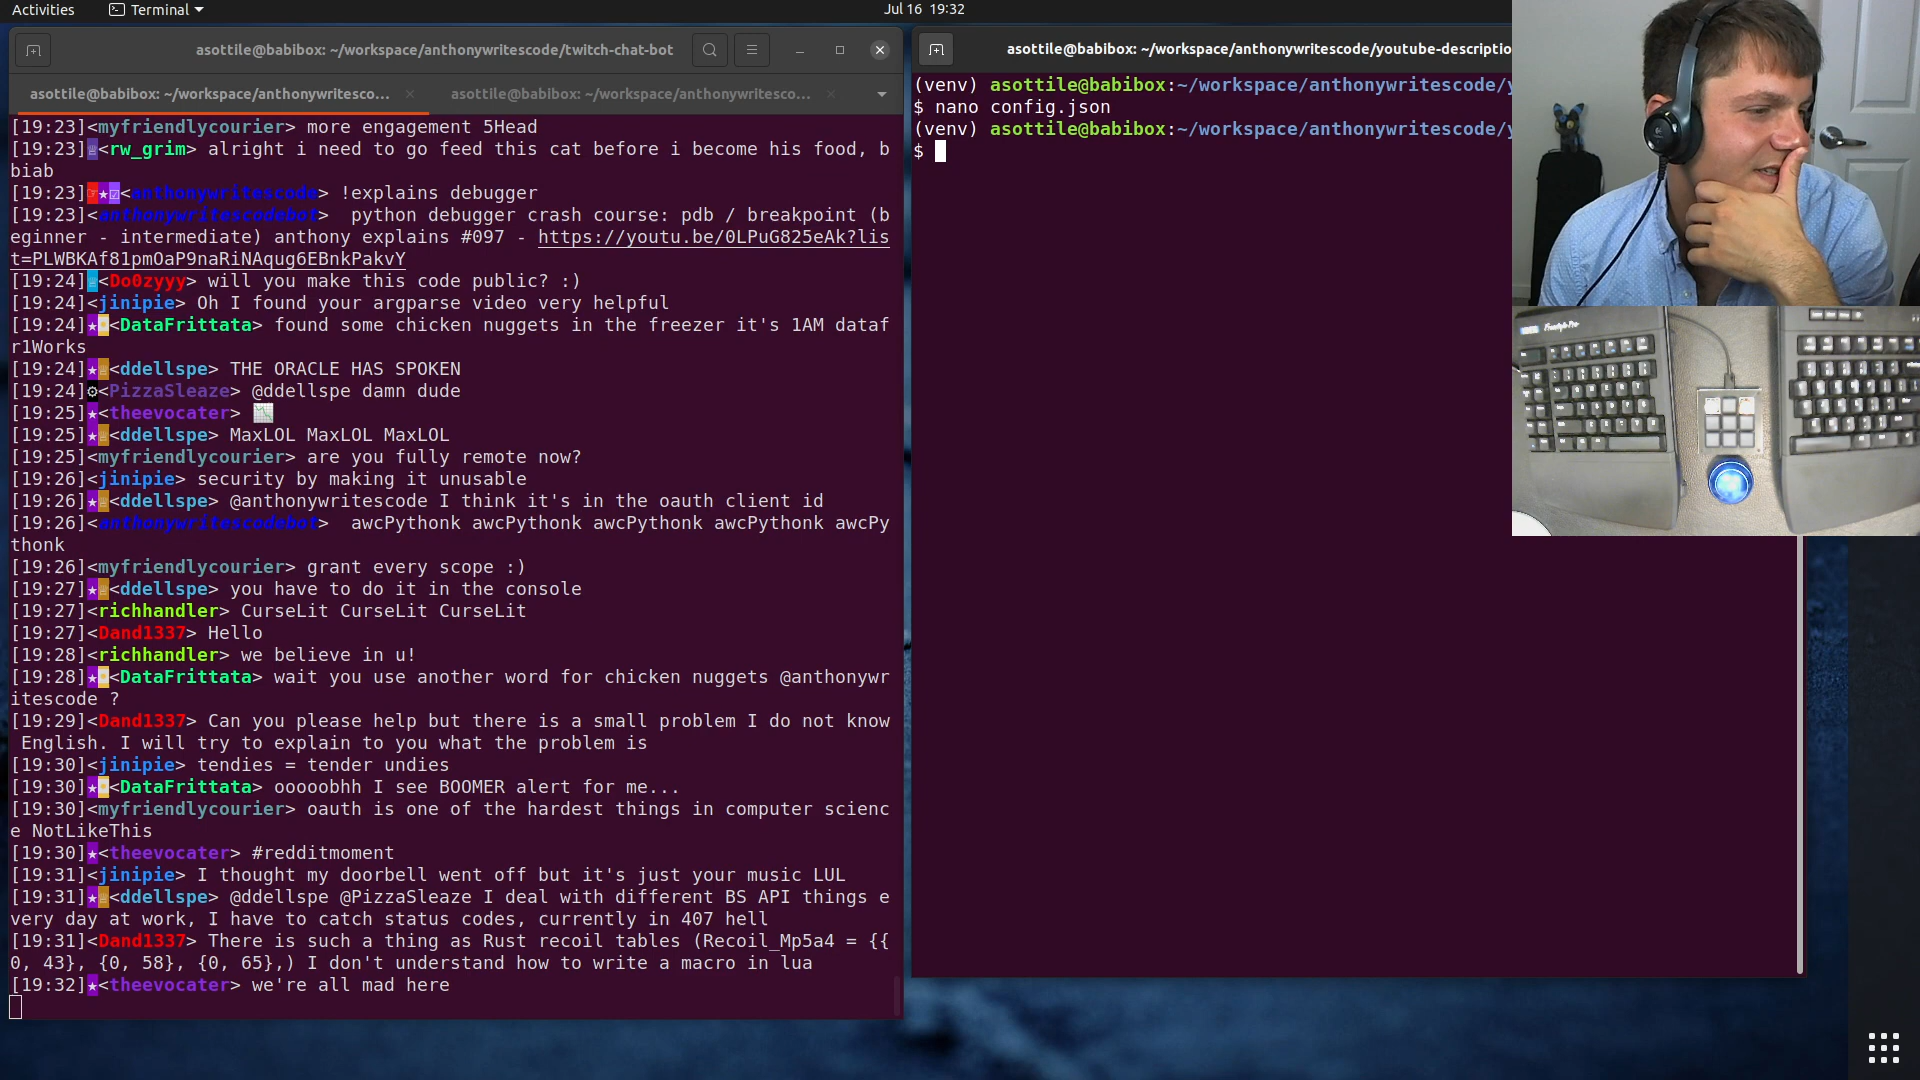 Activities
Terminal
Jul 16 19:32
asottile@babibox: ~/workspace/anthonywritescode/twitch-chat-bot
asottile@babibox: ~/workspace/anthonywritesco...
asottile@babibox: ~/workspace/anthonywritesco...
[19:23]<myfriendlycourier> more engagement 5Head
[19:23]<rw_grim> alright i need to go feed this cat before i become his food, b
biab
[19:23]<anthonywritescode> !explains debugger
[19:23]<anthonywritescodebot> python debugger crash course: pdb / breakpoint (b
eginner - intermediate) anthony explains #097 - https://youtu.be/0LPuG825eAk?lis
t=PLWBKAf81pmOaP9naRiNAqug6EBnkPakvY
[19:24]<Do0zyyy> will you make this code public? :)
[19:24]<jinipie> Oh I found your argparse video very helpful
[19:24]★<DataFrittata> found some chicken nuggets in the freezer it's 1AM dataf
r1Works
[19:24]★<ddellspe> THE ORACLE HAS SPOKEN
[19:24]<PizzaSleaze> @ddellspe damn dude
[19:25]★<theevocater>
[19:25]★<ddellspe> MaxLOL MaxLOL MaxLOL
[19:25]<myfriendlycourier> are you fully remote now?
[19:26]<jinipie> security by making it unusable
[19:26]★<ddellspe> @anthonywritescode I think it's in the oauth client id
[19:26]<anthonywritescodebot> awcPythonk awcPythonk awcPythonk awcPythonk awcPy
thonk
[19:26]<myfriendlycourier> grant every scope :)
[19:27]★<ddellspe> you have to do it in the console
[19:27]<richhandler> CurseLit CurseLit CurseLit
[19:27]<Dand1337> Hello
[19:28]<richhandler> we believe in u!
[19:28]★<DataFrittata> wait you use another word for chicken nuggets @anthonywr
itescode ?
[19:29]<Dand1337> Can you please help but there is a small problem I do not know
English. I will try to explain to you what the problem is
[19:30]<jinipie> tendies = tender undies
[19:30]★<DataFrittata> ooooobhh I see BOOMER alert for me...
[19:30]<myfriendlycourier> oauth is one of the hardest things in computer scienc
e NotLikeThis
[19:30]★<theevocater> #redditmoment
[19:31]<jinipie> I thought my doorbell went off but it's just your music LUL
[19:31]★<ddellspe> @ddellspe @PizzaSleaze I deal with different BS API things e
very day at work, I have to catch status codes, currently in 407 hell
[19:31]<Dand1337> There is such a thing as Rust recoil tables (Recoil_Mp5a4 = {{
0, 43}, {0, 58}, {0, 65},) I don't understand how to write a macro in lua
[19:32]★<theevocater> we're all mad here
asottile@babibox: ~/workspace/anthonywritescode/youtube-descriptio
(venv) asottile@babibox:~/workspace/anthonywritescode/y
$ nano config.json
(venv) asottile@babibox:~/workspace/anthonywritescode/y
$